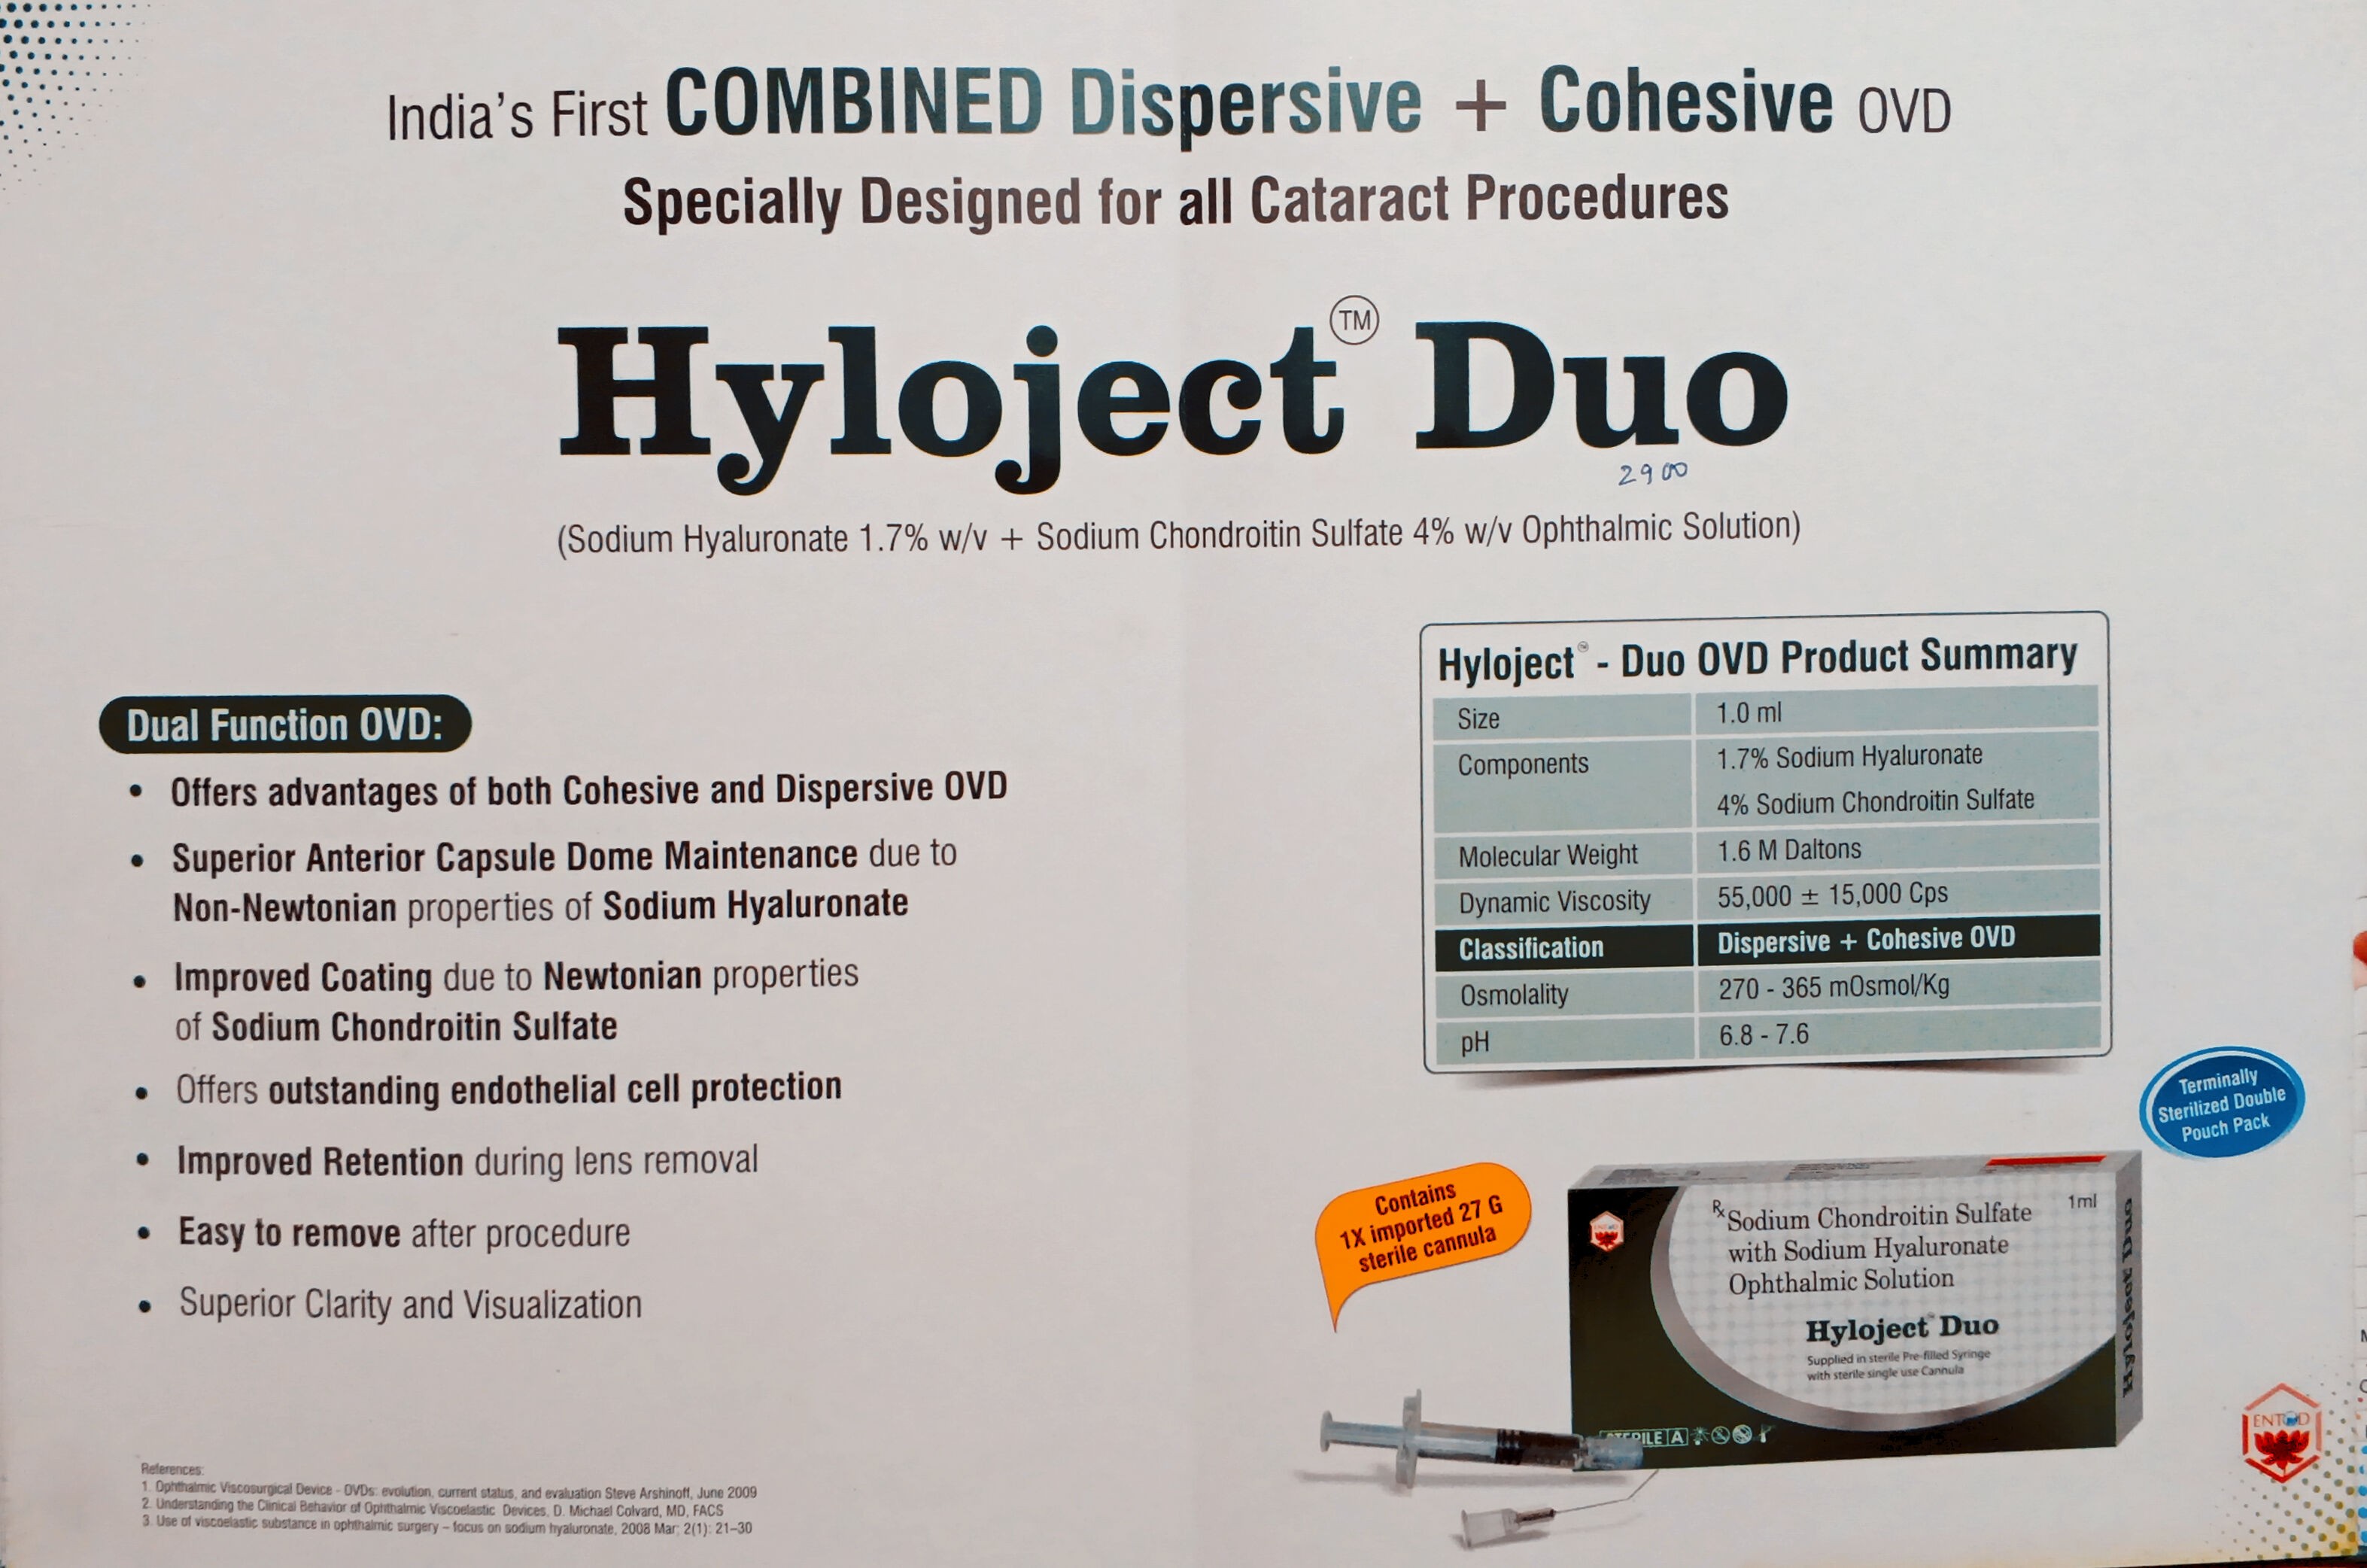 India's First COMBINED Dispersive + Cohesive OVD
Specially Designed for all Cataract Procedures
Hyloject™ Duo
2900
(Sodium Hyaluronate 1.7% w/v + Sodium Chondroitin Sulfate 4% w/v Ophthalmic Solution)
Dual Function OVD:
• Offers advantages of both Cohesive and Dispersive OVD
• Superior Anterior Capsule Dome Maintenance due to
Non-Newtonian properties of Sodium Hyaluronate
• Improved Coating due to Newtonian properties
of Sodium Chondroitin Sulfate
• Offers outstanding endothelial cell protection
• Improved Retention during lens removal
• Easy to remove after procedure
• Superior Clarity and Visualization
Hyloject™ - Duo OVD Product Summary
Size 1.0 ml
Components 1.7% Sodium Hyaluronate
4% Sodium Chondroitin Sulfate
Molecular Weight 1.6 M Daltons
Dynamic Viscosity 55,000 ± 15,000 Cps
Classification Dispersive + Cohesive OVD
Osmolality 270 - 365 mOsmol/Kg
pH 6.8 - 7.6
Terminally
Sterilized Double
Pouch Pack
Contains
1X imported 27 G
sterile cannula
Rx Sodium Chondroitin Sulfate 1ml
with Sodium Hyaluronate
Ophthalmic Solution
Hyloject™ Duo
Supplied in sterile Pre-filled Syringe
with sterile single use Cannula
STERILE A
Hyloject Duo
ENTOD
References:
1. Ophthalmic Viscosurgical Device - OVDs: evolution, current status, and evaluation Steve Arshinoff, June 2009
2. Understanding the Clinical Behavior of Ophthalmic Viscoelastic Devices, D. Michael Colvard, MD, FACS
3. Use of viscoelastic substance in ophthalmic surgery – focus on sodium hyaluronate, 2008 Mar; 2(1): 21–30